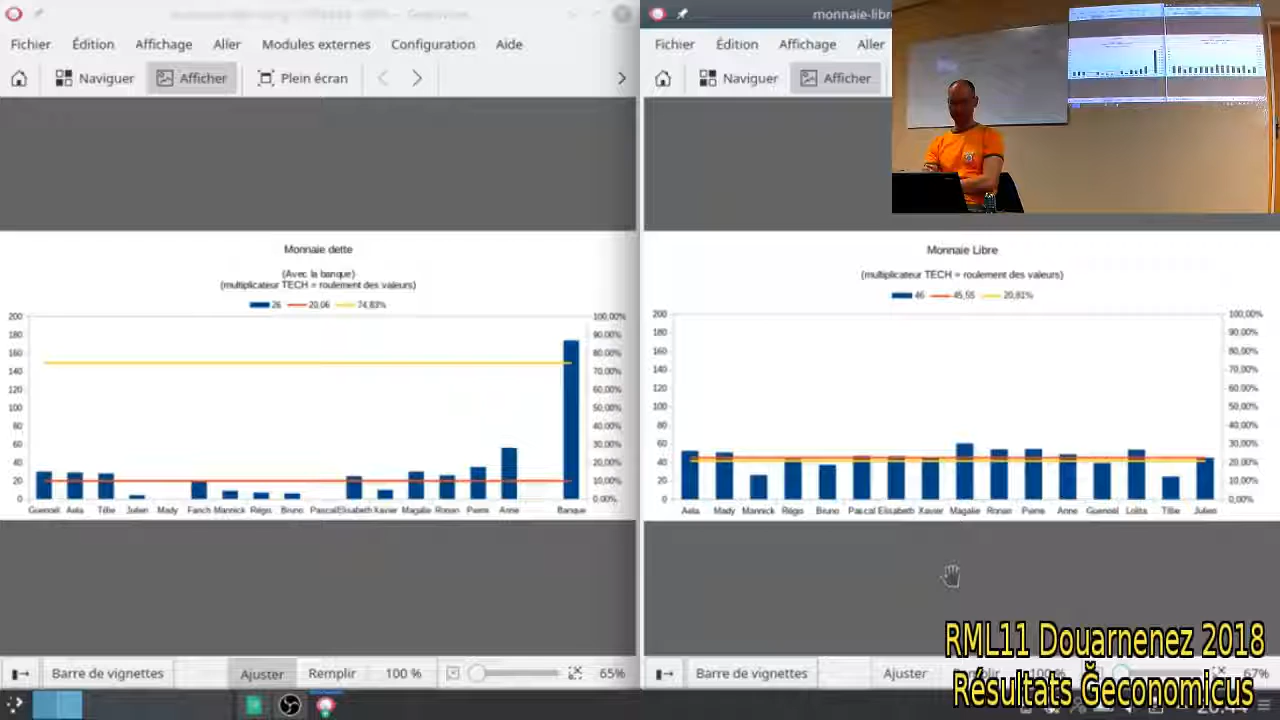 monnaie-libre
Fichier Édition Affichage Aller Modules externes Configuration Aide
Fichier Édition Affichage Aller
Naviguer Afficher Plein écran
Naviguer Afficher
Monnaie dette
(Avec la banque)
(multiplicateur TECH = roulement des valeurs)
26 20,06 74,83%
200 180 160 140 120 100 80 60 40 20 0
100,00% 90,00% 80,00% 70,00% 60,00% 50,00% 40,00% 30,00% 20,00% 10,00% 0,00%
Guenoël Aela Tillie Julien Mady Fanch Mannick Régis Bruno Pascal Elisabeth Xavier Magalie Ronan Pierre Anne Banque
Monnaie Libre
(multiplicateur TECH = roulement des valeurs)
46 45,55 20,81%
200 180 160 140 120 100 80 60 40 20 0
100,00% 90,00% 80,00% 70,00% 60,00% 50,00% 40,00% 30,00% 20,00% 10,00% 0,00%
Aela Mady Mannick Régis Bruno Pascal Elisabeth Xavier Magalie Ronan Pierre Anne Guenoël Lolita Tillie Julien
RML11 Douarnenez 2018
Résultats Ğeconomicus
Barre de vignettes Ajuster Remplir 100 % 65%
Barre de vignettes Ajuster 67%